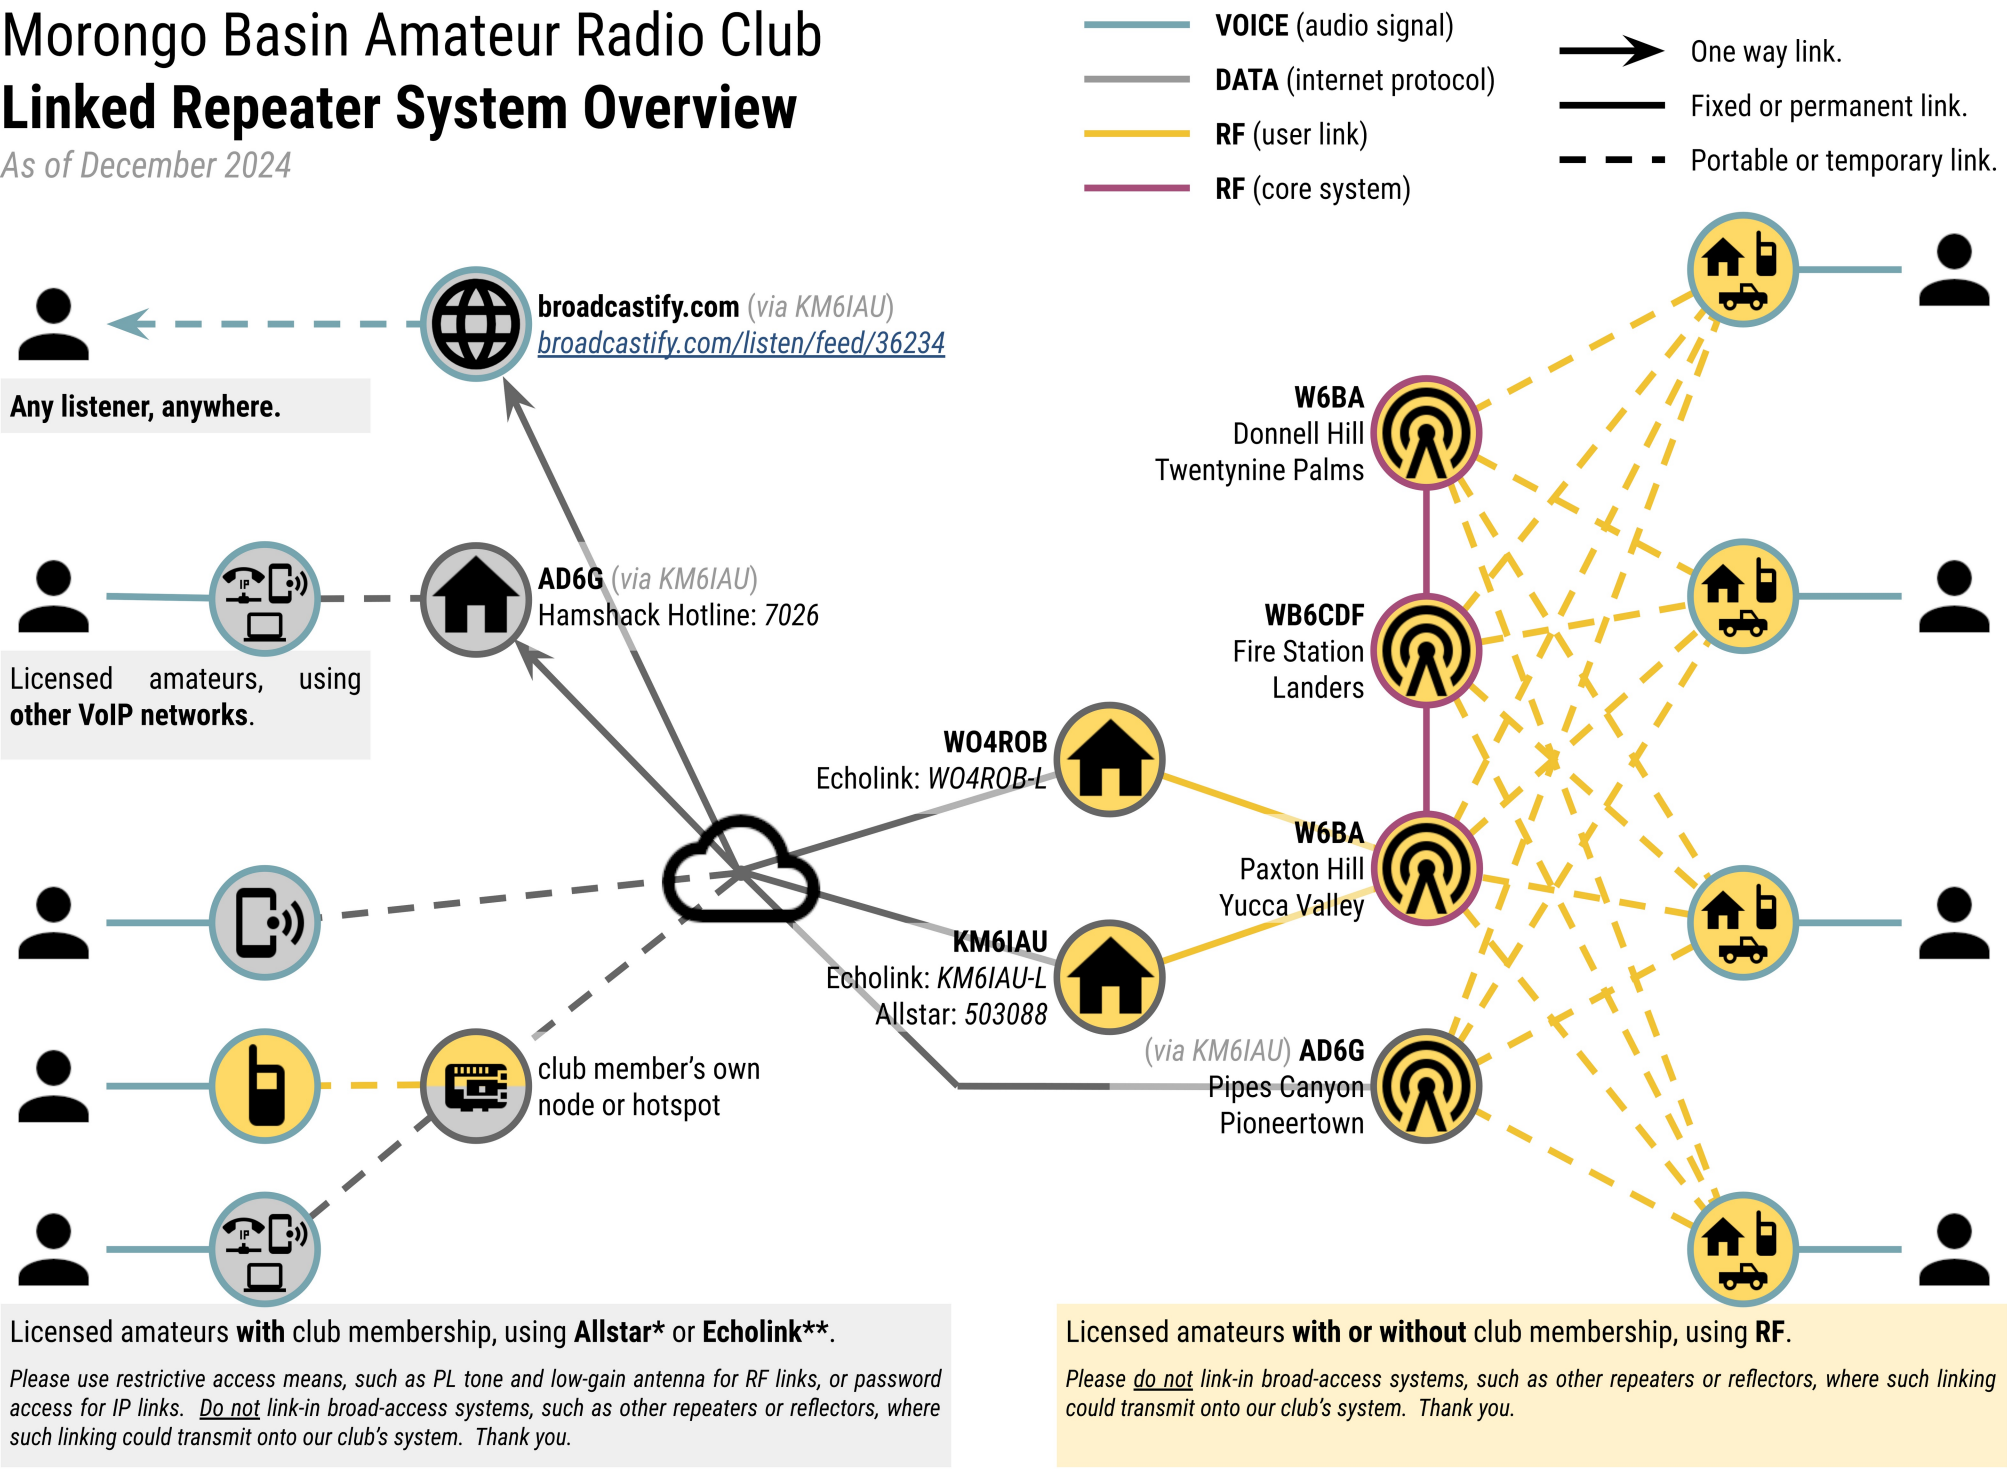 Morongo Basin Amateur Radio Club
Linked Repeater System Overview
As of December 2024
VOICE (audio signal)
DATA (internet protocol)
RF (user link)
RF (core system)
One way link.
Fixed or permanent link.
Portable or temporary link.
broadcastify.com (via KM6IAU)
broadcastify.com/listen/feed/36234
Any listener, anywhere.
W6BA
Donnell Hill
Twentynine Palms
IP
AD6G (via KM6IAU)
Hamshack Hotline: 7026
WB6CDF
Fire Station
Landers
Licensed amateurs, using
other VoIP networks.
WO4ROB
Echolink: WO4ROB-L
W6BA
Paxton Hill
Yucca Valley
KM6IAU
Echolink: KM6IAU-L
Allstar: 503088
(via KM6IAU) AD6G
Pipes Canyon
Pioneertown
club member's own
node or hotspot
IP
Licensed amateurs with club membership, using Allstar* or Echolink**.
Please use restrictive access means, such as PL tone and low-gain antenna for RF links, or password
access for IP links. Do not link-in broad-access systems, such as other repeaters or reflectors, where
such linking could transmit onto our club's system. Thank you.
Licensed amateurs with or without club membership, using RF.
Please do not link-in broad-access systems, such as other repeaters or reflectors, where such linking
could transmit onto our club's system. Thank you.